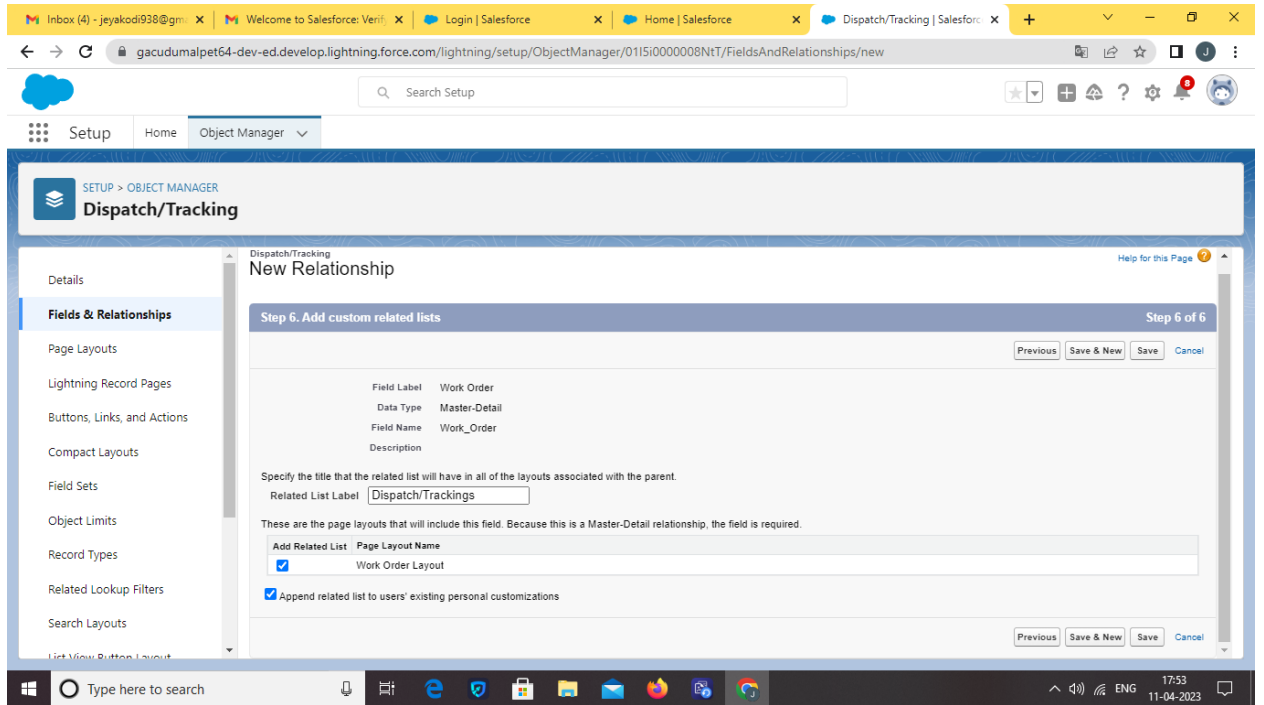 Inbox (4) - jeyakodi938@gm
Welcome to Salesforce: Verify
Login | Salesforce
Home | Salesforce
Dispatch/Tracking | Salesforc
gacudumalpet64-dev-ed.develop.lightning.force.com/lightning/setup/ObjectManager/01I5i0000008NtT/FieldsAndRelationships/new
J
Search Setup
8
Setup
Home
Object Manager
SETUP > OBJECT MANAGER
Dispatch/Tracking
Details
Fields & Relationships
Page Layouts
Lightning Record Pages
Buttons, Links, and Actions
Compact Layouts
Field Sets
Object Limits
Record Types
Related Lookup Filters
Search Layouts
List View Button Layout
Dispatch/Tracking
New Relationship
Help for this Page
Step 6. Add custom related lists Step 6 of 6
Previous Save & New Save Cancel
Field Label Work Order
Data Type Master-Detail
Field Name Work_Order
Description
Specify the title that the related list will have in all of the layouts associated with the parent.
Related List Label Dispatch/Trackings
These are the page layouts that will include this field. Because this is a Master-Detail relationship, the field is required.
Add Related List Page Layout Name
Work Order Layout
Append related list to users' existing personal customizations
Previous Save & New Save Cancel
Type here to search
ENG
17:53
11-04-2023